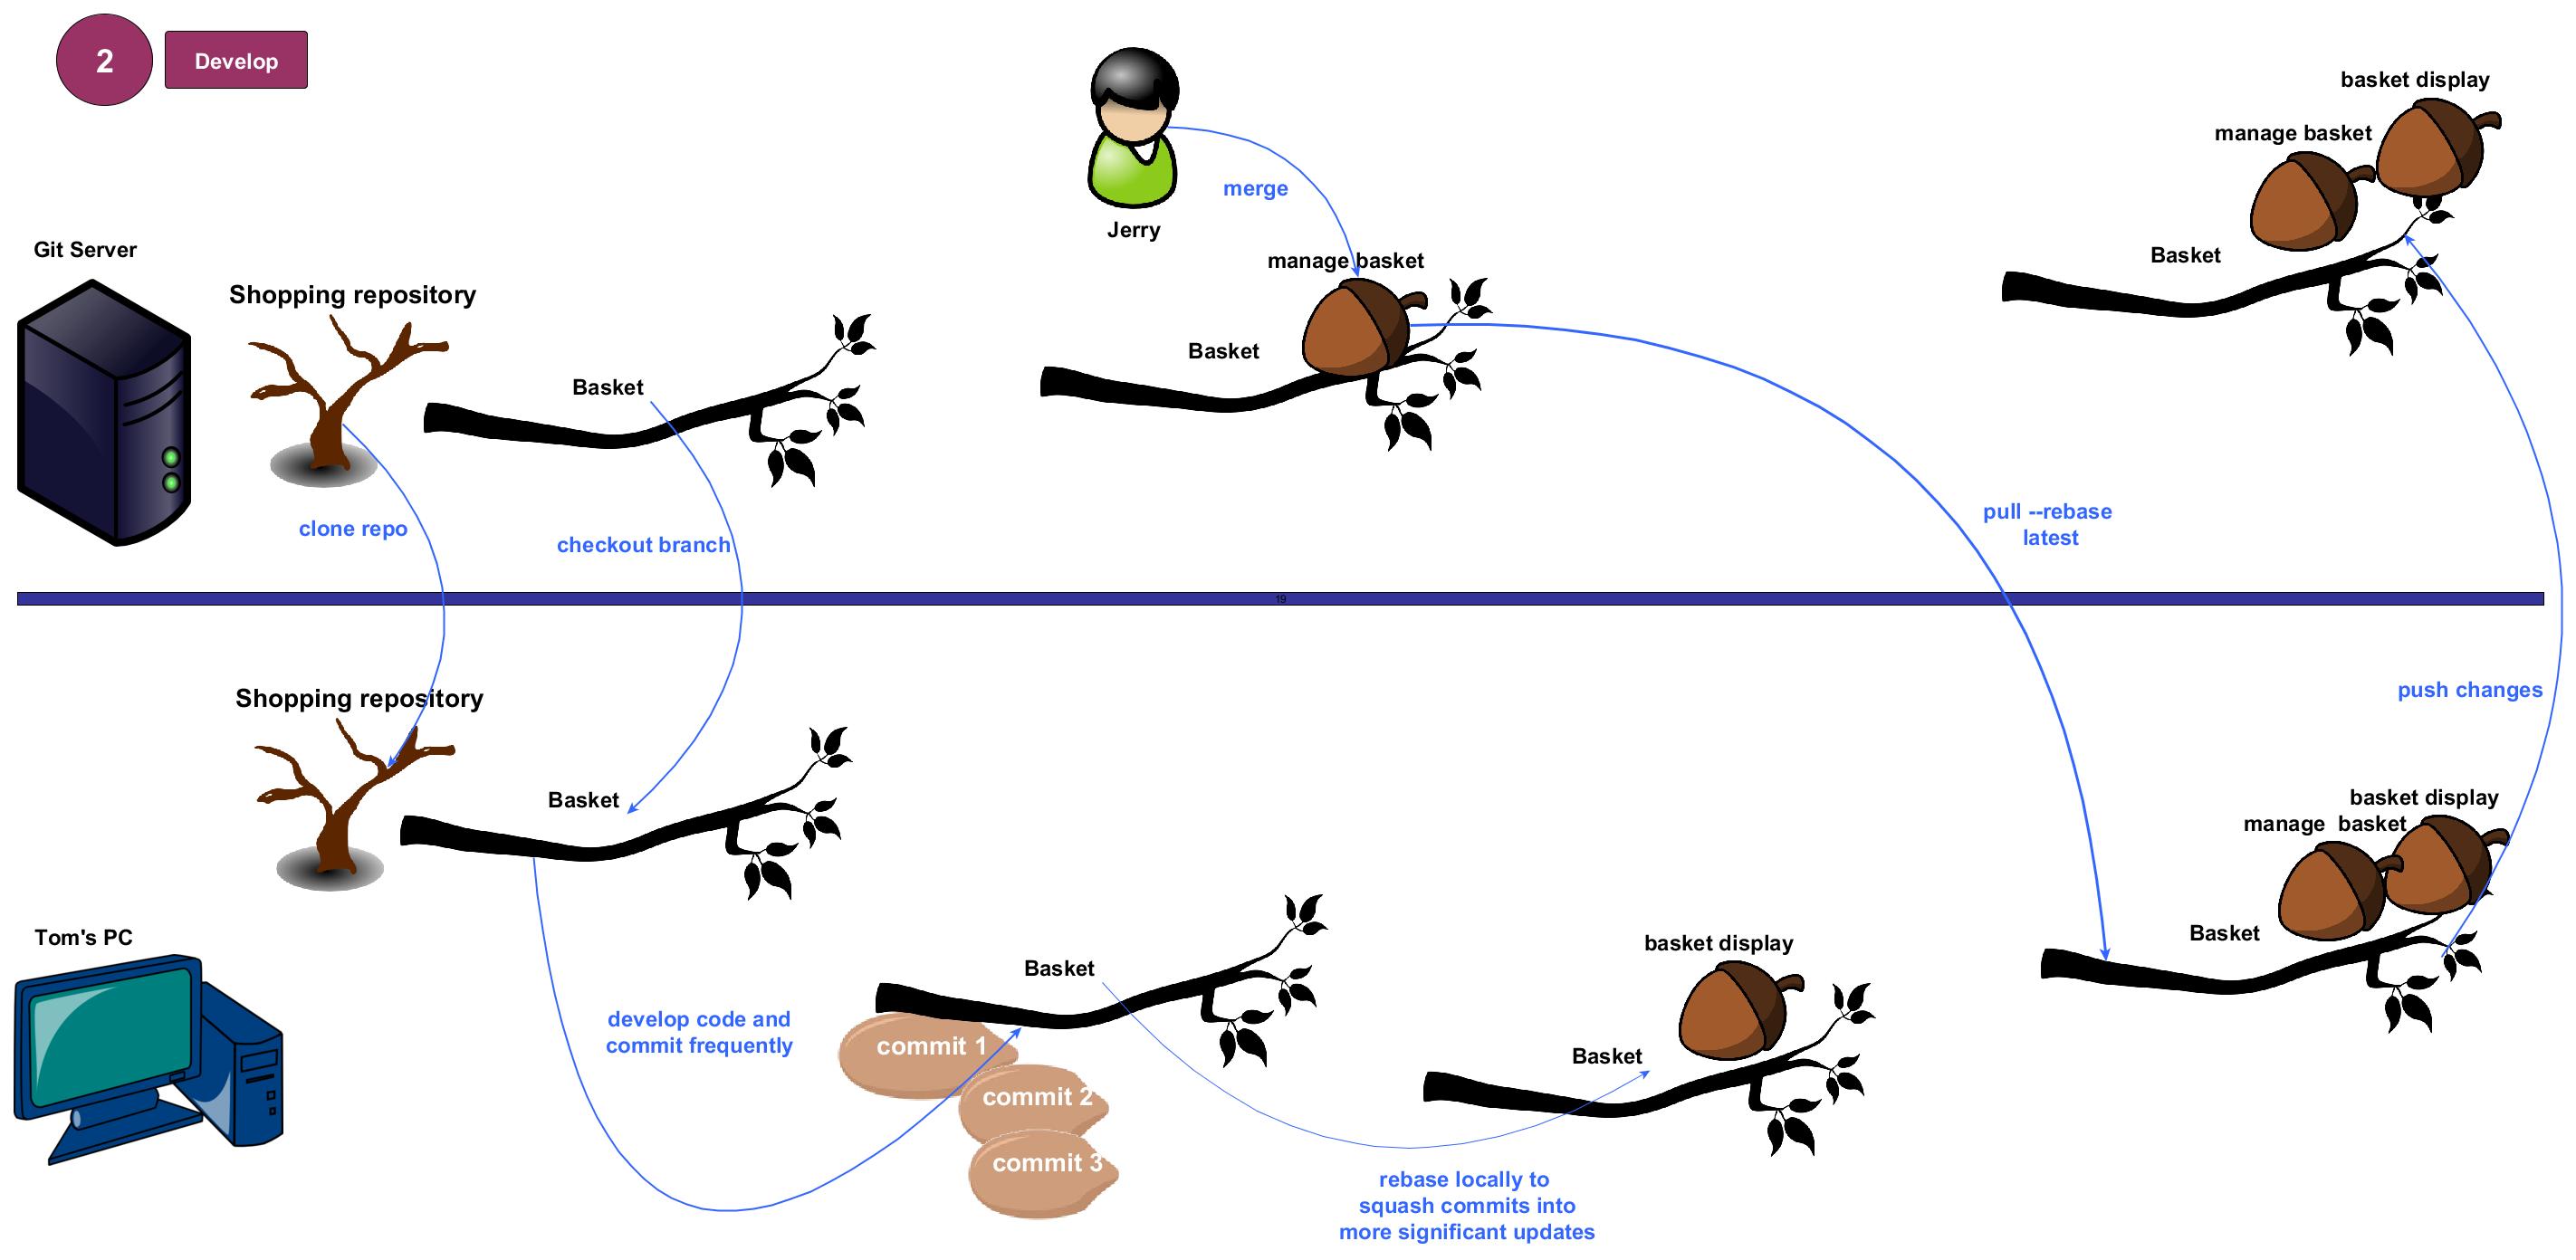 2
Develop
basket display
manage basket
merge
Jerry
Git Server
Basket
manage basket
Shopping repository
Basket
Basket
clone repo
checkout branch
pull --rebase
latest
19
Shopping repository
push changes
Basket
basket display
manage basket
Basket
Tom's PC
basket display
Basket
develop code and
commit frequently
commit 1
Basket
commit 2
commit 3
rebase locally to
squash commits into
more significant updates